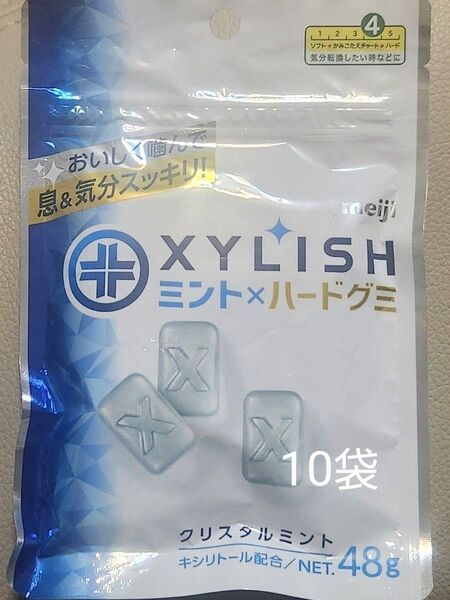 4
1 2 3 5
ソフト◀かみごたえチャート▶ハード
気分転換したい時などに
おいしく噛んで
息&気分スッキリ!
meiji
XYLISH
ミント×ハードグミ
X
X
X
10袋
クリスタルミント
キシリトール配合/NET. 48g